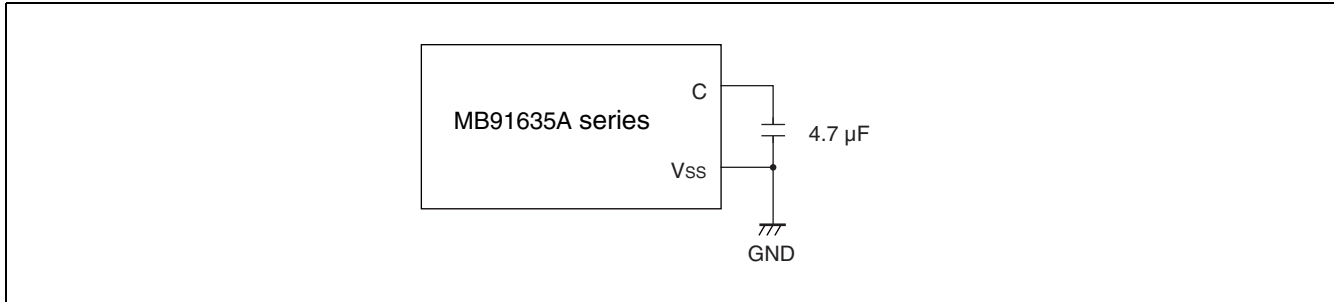 C
MB91635A series
4.7 µF
Vss
GND